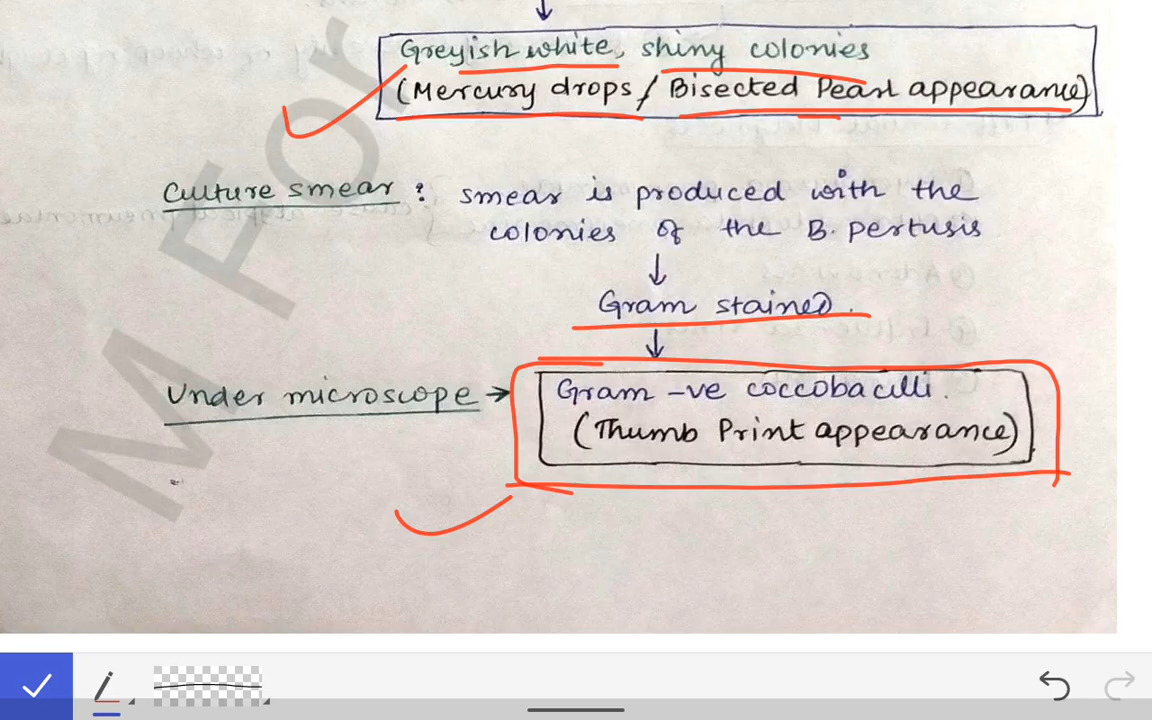 Greyish white, shiny colonies
(Mercury drops / Bisected Pearl appearance)
Culture smear : smear is produced with the
colonies of the B. pertusis
↓
Gram stained.
↓
Under microscope → Gram -ve coccobacilli.
(Thumb Print appearance)
M For